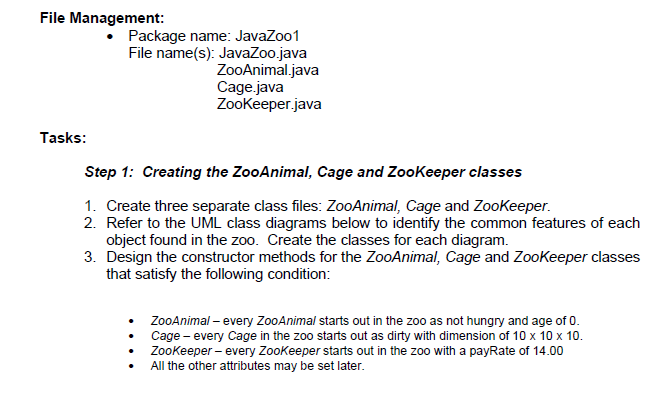 File Management:
• Package name: JavaZoo1
File name(s): JavaZoo.java
ZooAnimal.java
Cage.java
ZooKeeper.java
Tasks:
Step 1: Creating the ZooAnimal, Cage and ZooKeeper classes
1. Create three separate class files: ZooAnimal, Cage and ZooKeeper.
2. Refer to the UML class diagrams below to identify the common features of each
object found in the zoo. Create the classes for each diagram.
3. Design the constructor methods for the ZooAnimal, Cage and ZooKeeper classes
that satisfy the following condition:
• ZooAnimal – every ZooAnimal starts out in the zoo as not hungry and age of 0.
• Cage – every Cage in the zoo starts out as dirty with dimension of 10 x 10 x 10.
• ZooKeeper – every ZooKeeper starts out in the zoo with a payRate of 14.00
• All the other attributes may be set later.